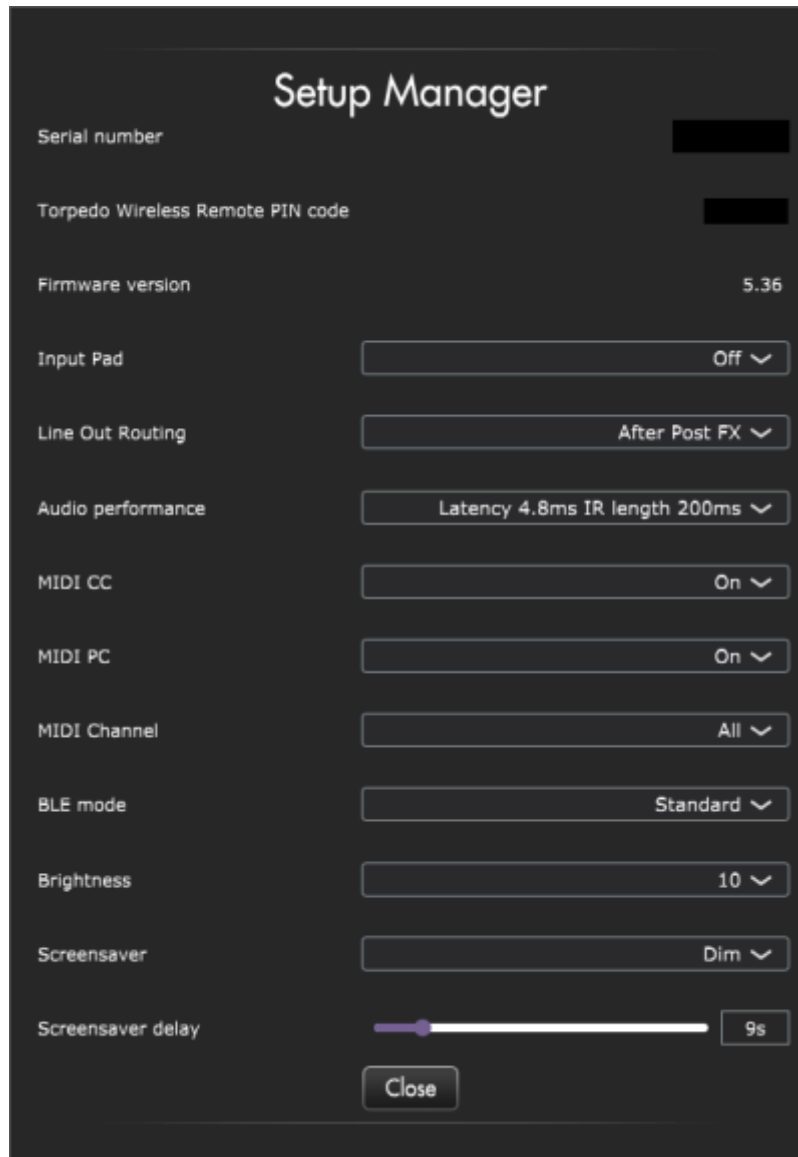 Setup Manager
Serial number
Torpedo Wireless Remote PIN code
Firmware version 5.36
Input Pad Off
Line Out Routing After Post FX
Audio performance Latency 4.8ms IR length 200ms
MIDI CC On
MIDI PC On
MIDI Channel All
BLE mode Standard
Brightness 10
Screensaver Dim
Screensaver delay 9s
Close